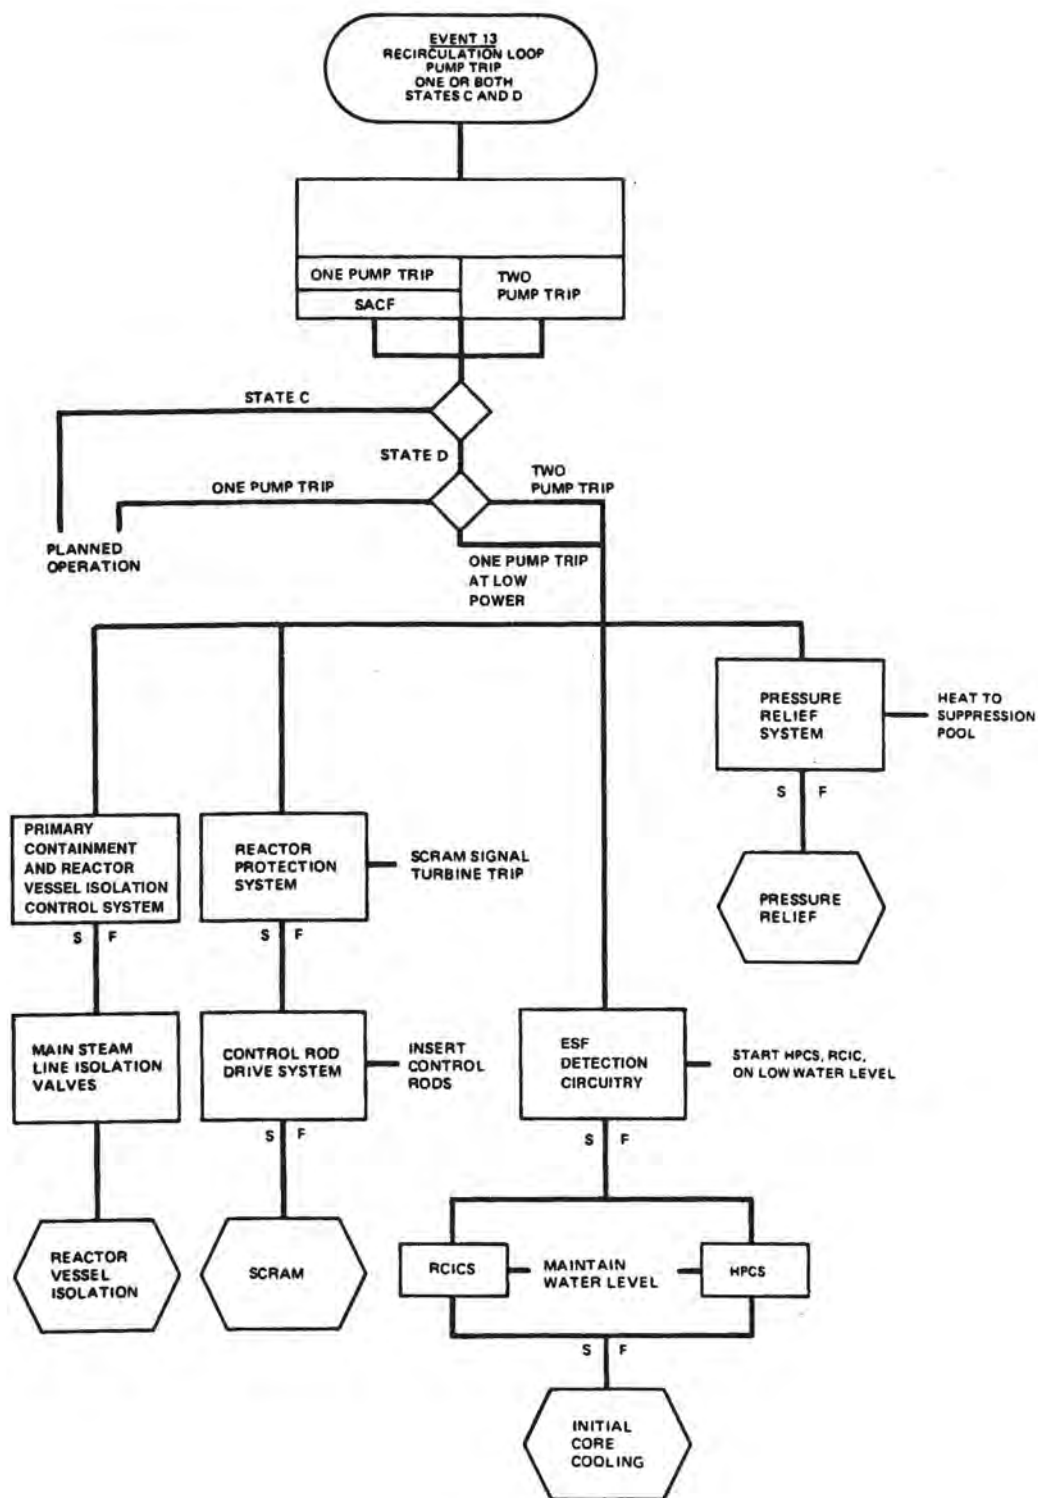 EVENT 13
RECIRCULATION LOOP
PUMP TRIP
ONE OR BOTH
STATES C AND D
ONE PUMP TRIP
SACF
TWO
PUMP TRIP
STATE C
STATE D
ONE PUMP TRIP
TWO
PUMP TRIP
PLANNED
OPERATION
ONE PUMP TRIP
AT LOW
POWER
PRESSURE
RELIEF
SYSTEM
HEAT TO
SUPPRESSION
POOL
S F
PRIMARY
CONTAINMENT
AND REACTOR
VESSEL ISOLATION
CONTROL SYSTEM
REACTOR
PROTECTION
SYSTEM
SCRAM SIGNAL
TURBINE TRIP
PRESSURE
RELIEF
S F
S F
MAIN STEAM
LINE ISOLATION
VALVES
CONTROL ROD
DRIVE SYSTEM
INSERT
CONTROL
RODS
ESF
DETECTION
CIRCUITRY
START HPCS, RCIC,
ON LOW WATER LEVEL
S F
S F
REACTOR
VESSEL
ISOLATION
SCRAM
RCICS
MAINTAIN
WATER LEVEL
HPCS
S F
INITIAL
CORE
COOLING